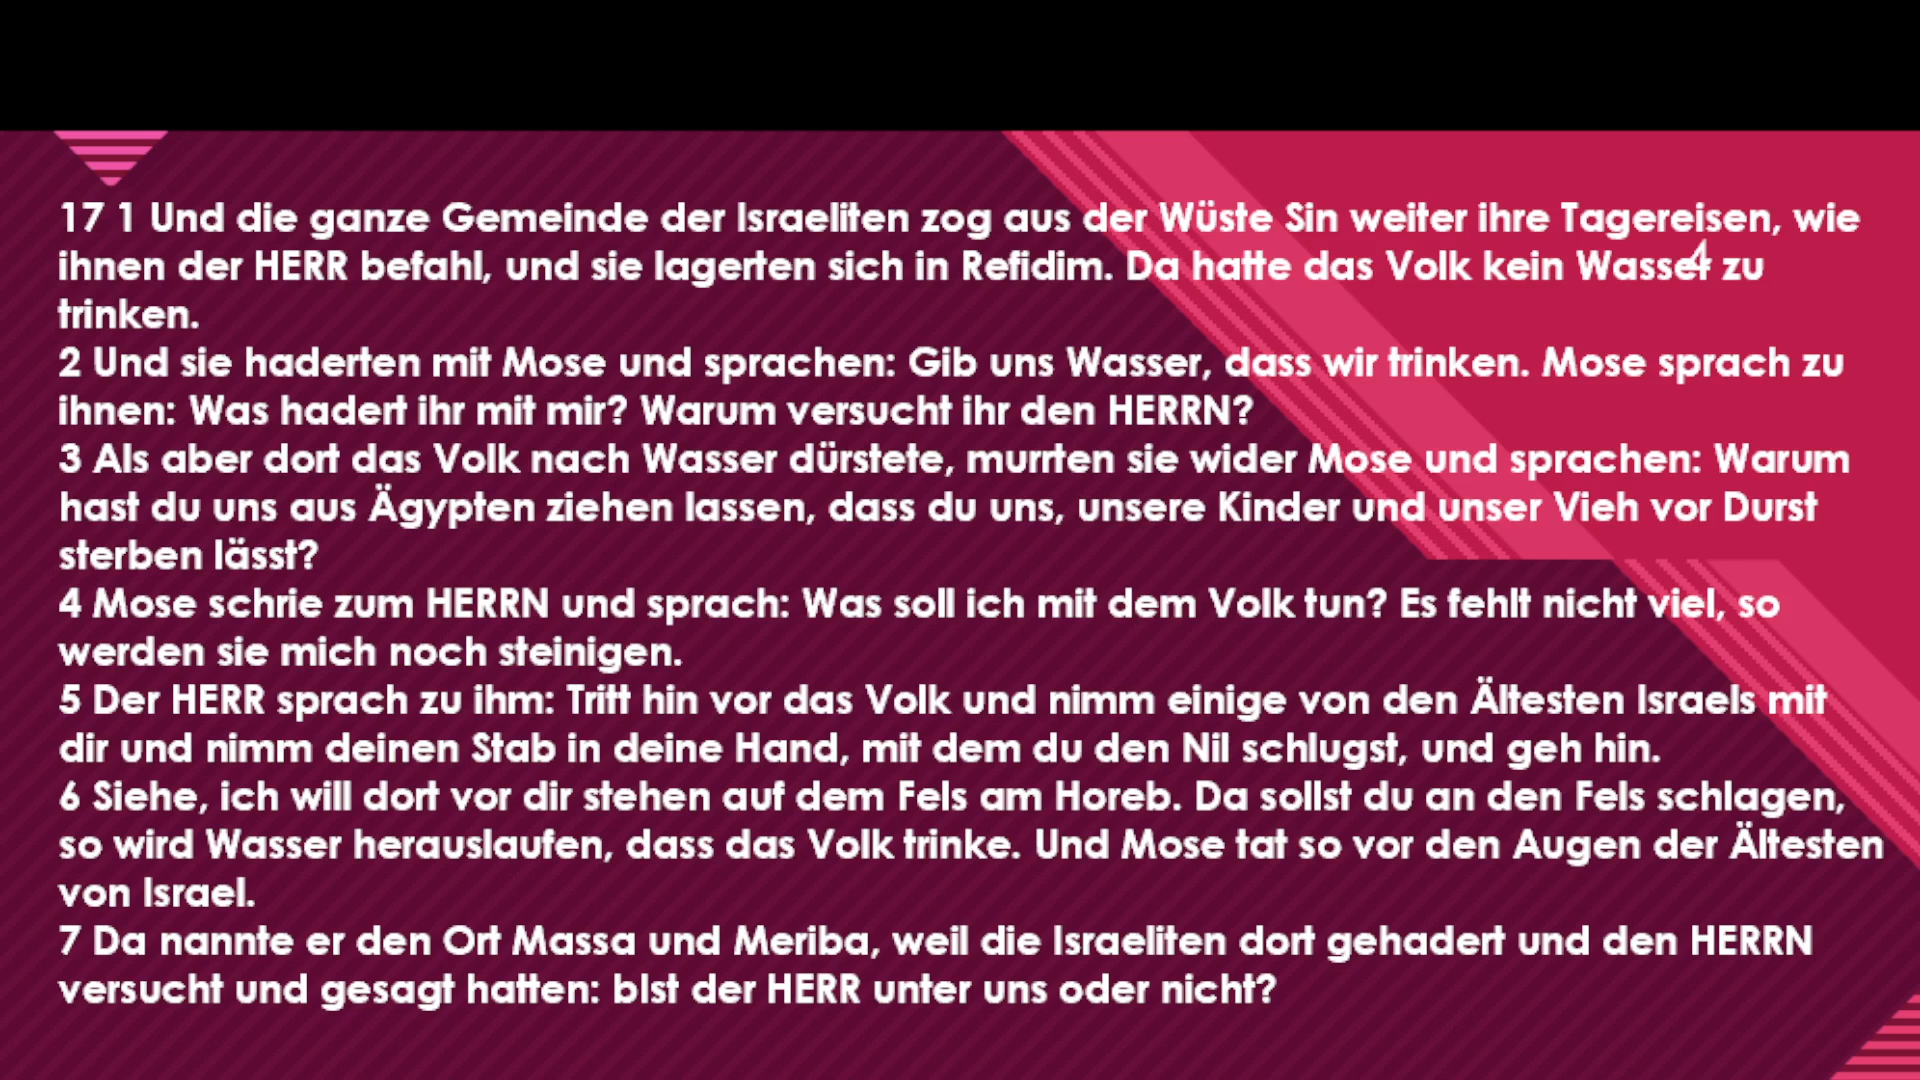 17 1 Und die ganze Gemeinde der Israeliten zog aus der Wüste Sin weiter ihre Tagereisen, wie
ihnen der HERR befahl, und sie lagerten sich in Refidim. Da hatte das Volk kein Wasser zu
4
trinken.
2 Und sie haderten mit Mose und sprachen: Gib uns Wasser, dass wir trinken. Mose sprach zu
ihnen: Was hadert ihr mit mir? Warum versucht ihr den HERRN?
3 Als aber dort das Volk nach Wasser dürstete, murrten sie wider Mose und sprachen: Warum
hast du uns aus Ägypten ziehen lassen, dass du uns, unsere Kinder und unser Vieh vor Durst
sterben lässt?
4 Mose schrie zum HERRN und sprach: Was soll ich mit dem Volk tun? Es fehlt nicht viel, so
werden sie mich noch steinigen.
5 Der HERR sprach zu ihm: Tritt hin vor das Volk und nimm einige von den Ältesten Israels mit
dir und nimm deinen Stab in deine Hand, mit dem du den Nil schlugst, und geh hin.
6 Siehe, ich will dort vor dir stehen auf dem Fels am Horeb. Da sollst du an den Fels schlagen,
so wird Wasser herauslaufen, dass das Volk trinke. Und Mose tat so vor den Augen der Ältesten
von Israel.
7 Da nannte er den Ort Massa und Meriba, weil die Israeliten dort gehadert und den HERRN
versucht und gesagt hatten: bIst der HERR unter uns oder nicht?